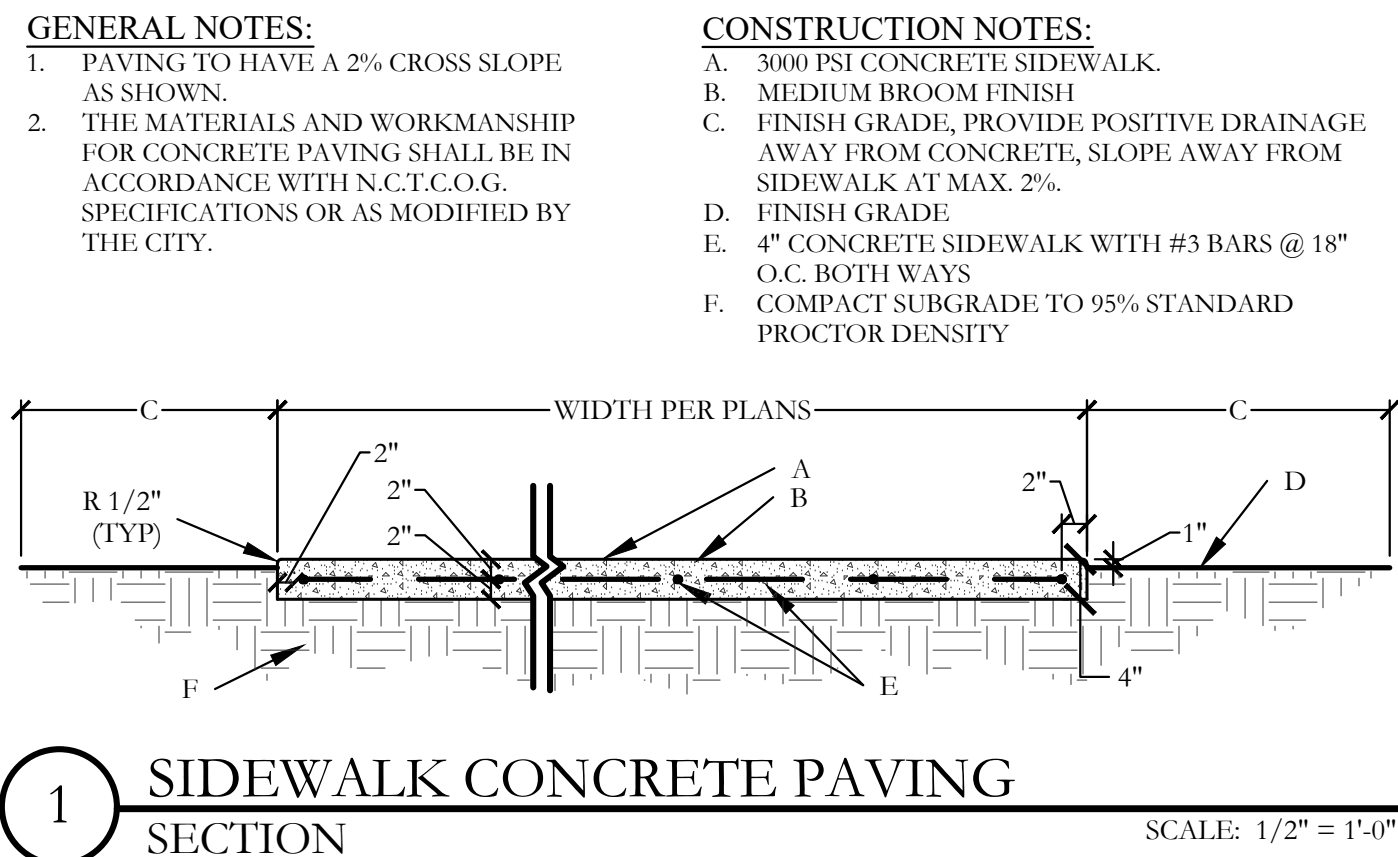 GENERAL NOTES:
1. PAVING TO HAVE A 2% CROSS SLOPE
AS SHOWN.
2. THE MATERIALS AND WORKMANSHIP
FOR CONCRETE PAVING SHALL BE IN
ACCORDANCE WITH N.C.T.C.O.G.
SPECIFICATIONS OR AS MODIFIED BY
THE CITY.
CONSTRUCTION NOTES:
A. 3000 PSI CONCRETE SIDEWALK.
B. MEDIUM BROOM FINISH
C. FINISH GRADE, PROVIDE POSITIVE DRAINAGE
AWAY FROM CONCRETE, SLOPE AWAY FROM
SIDEWALK AT MAX. 2%.
D. FINISH GRADE
E. 4" CONCRETE SIDEWALK WITH #3 BARS @ 18"
O.C. BOTH WAYS
F. COMPACT SUBGRADE TO 95% STANDARD
PROCTOR DENSITY
C
WIDTH PER PLANS
C
2"
R 1/2"
(TYP)
2"
2"
A
B
2"
1"
D
F
E
4"
1
SIDEWALK CONCRETE PAVING
SECTION
SCALE: 1/2" = 1'-0"